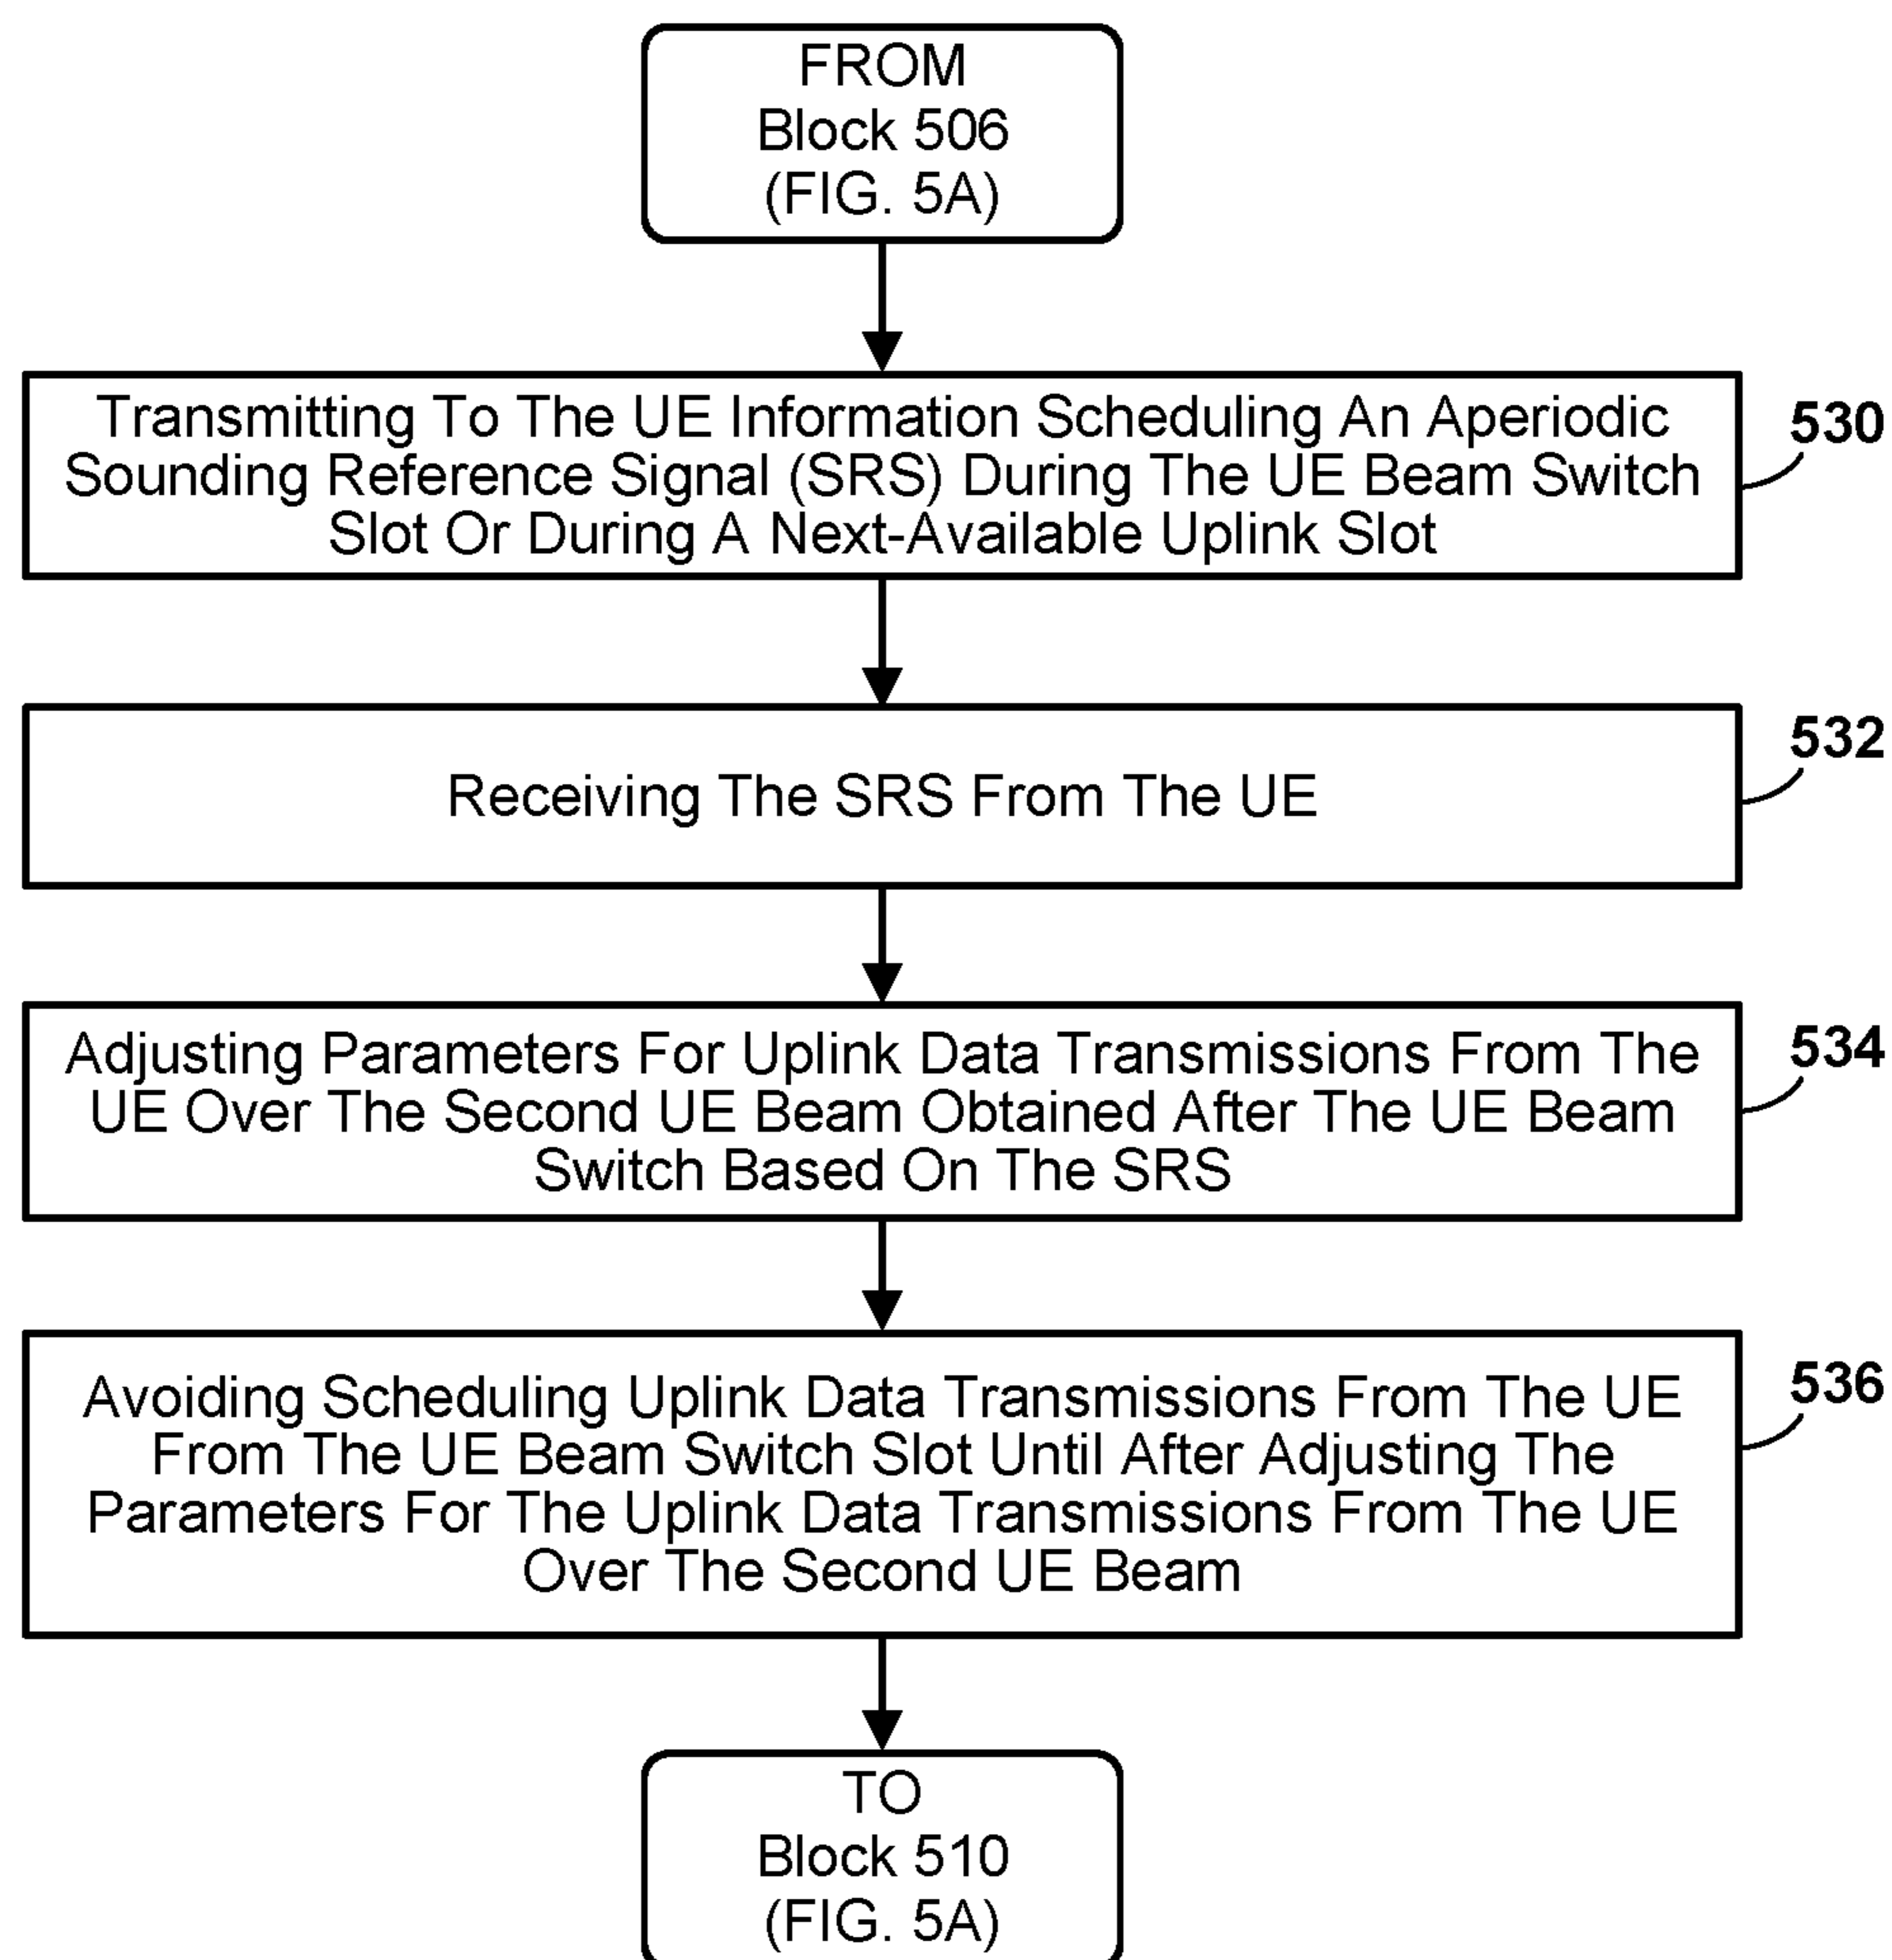 FROM
Block 506
(FIG. 5A)
Transmitting To The UE Information Scheduling An Aperiodic
Sounding Reference Signal (SRS) During The UE Beam Switch
Slot Or During A Next-Available Uplink Slot
530
Receiving The SRS From The UE
532
Adjusting Parameters For Uplink Data Transmissions From The
UE Over The Second UE Beam Obtained After The UE Beam
Switch Based On The SRS
534
Avoiding Scheduling Uplink Data Transmissions From The UE
From The UE Beam Switch Slot Until After Adjusting The
Parameters For The Uplink Data Transmissions From The UE
Over The Second UE Beam
536
TO
Block 510
(FIG. 5A)